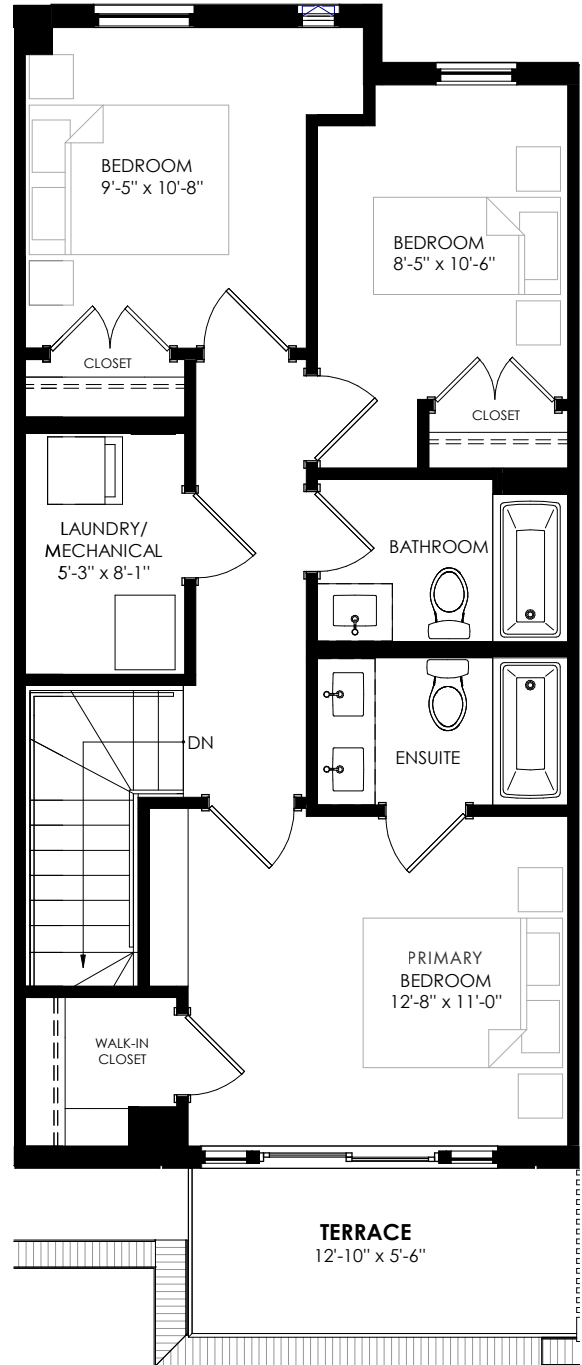 BEDROOM
9'-5" x 10'-8"
BEDROOM
8'-5" x 10'-6"
CLOSET
CLOSET
LAUNDRY/
MECHANICAL
5'-3" x 8'-1"
BATHROOM
DN
ENSUITE
PRIMARY
BEDROOM
12'-8" x 11'-0"
WALK-IN
CLOSET
TERRACE
12'-10" x 5'-6"